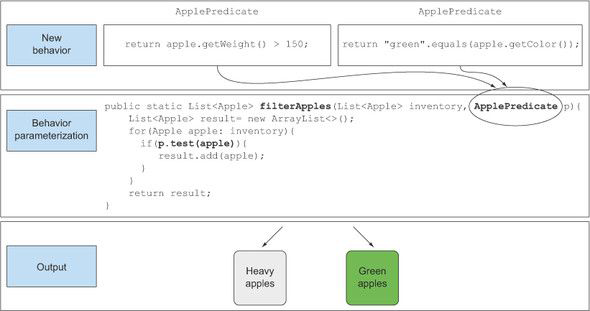 ApplePredicate ApplePredicate
New behavior
return apple.getWeight() > 150;
return "green".equals(apple.getColor());
Behavior parameterization
public static List<Apple> filterApples(List<Apple> inventory, ApplePredicate p){
List<Apple> result= new ArrayList<>();
for(Apple apple: inventory){
if(p.test(apple)){
result.add(apple);
}
}
return result;
}
Output
Heavy apples
Green apples